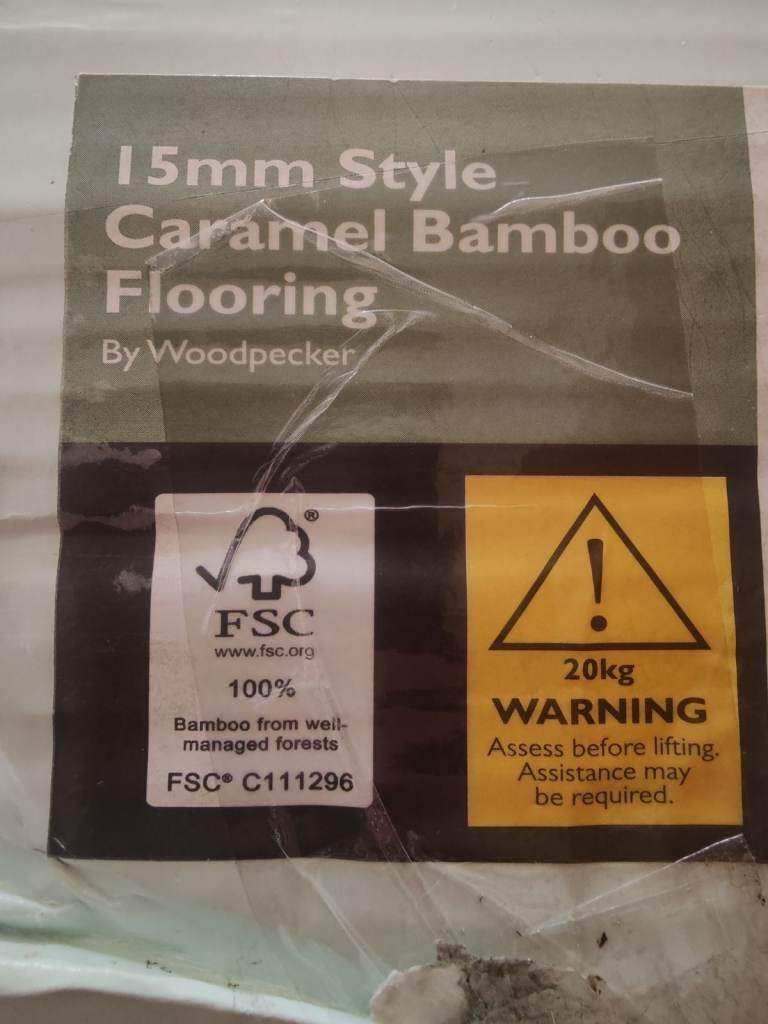 15mm Style
Caramel Bamboo
Flooring
By Woodpecker
®
FSC
www.fsc.org
100%
Bamboo from well-
managed forests
FSC® C111296
!
20kg
WARNING
Assess before lifting.
Assistance may
be required.